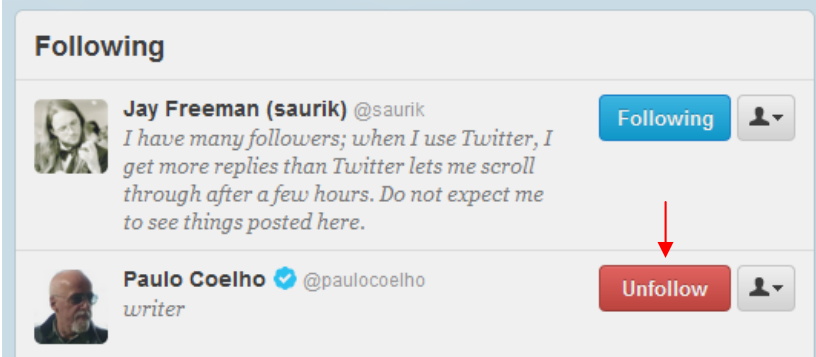 Following
Jay Freeman (saurik) @saurik
Following
I have many followers; when I use Twitter, I
get more replies than Twitter lets me scroll
through after a few hours. Do not expect me
to see things posted here.
Paulo Coelho @paulocoelho
Unfollow
writer